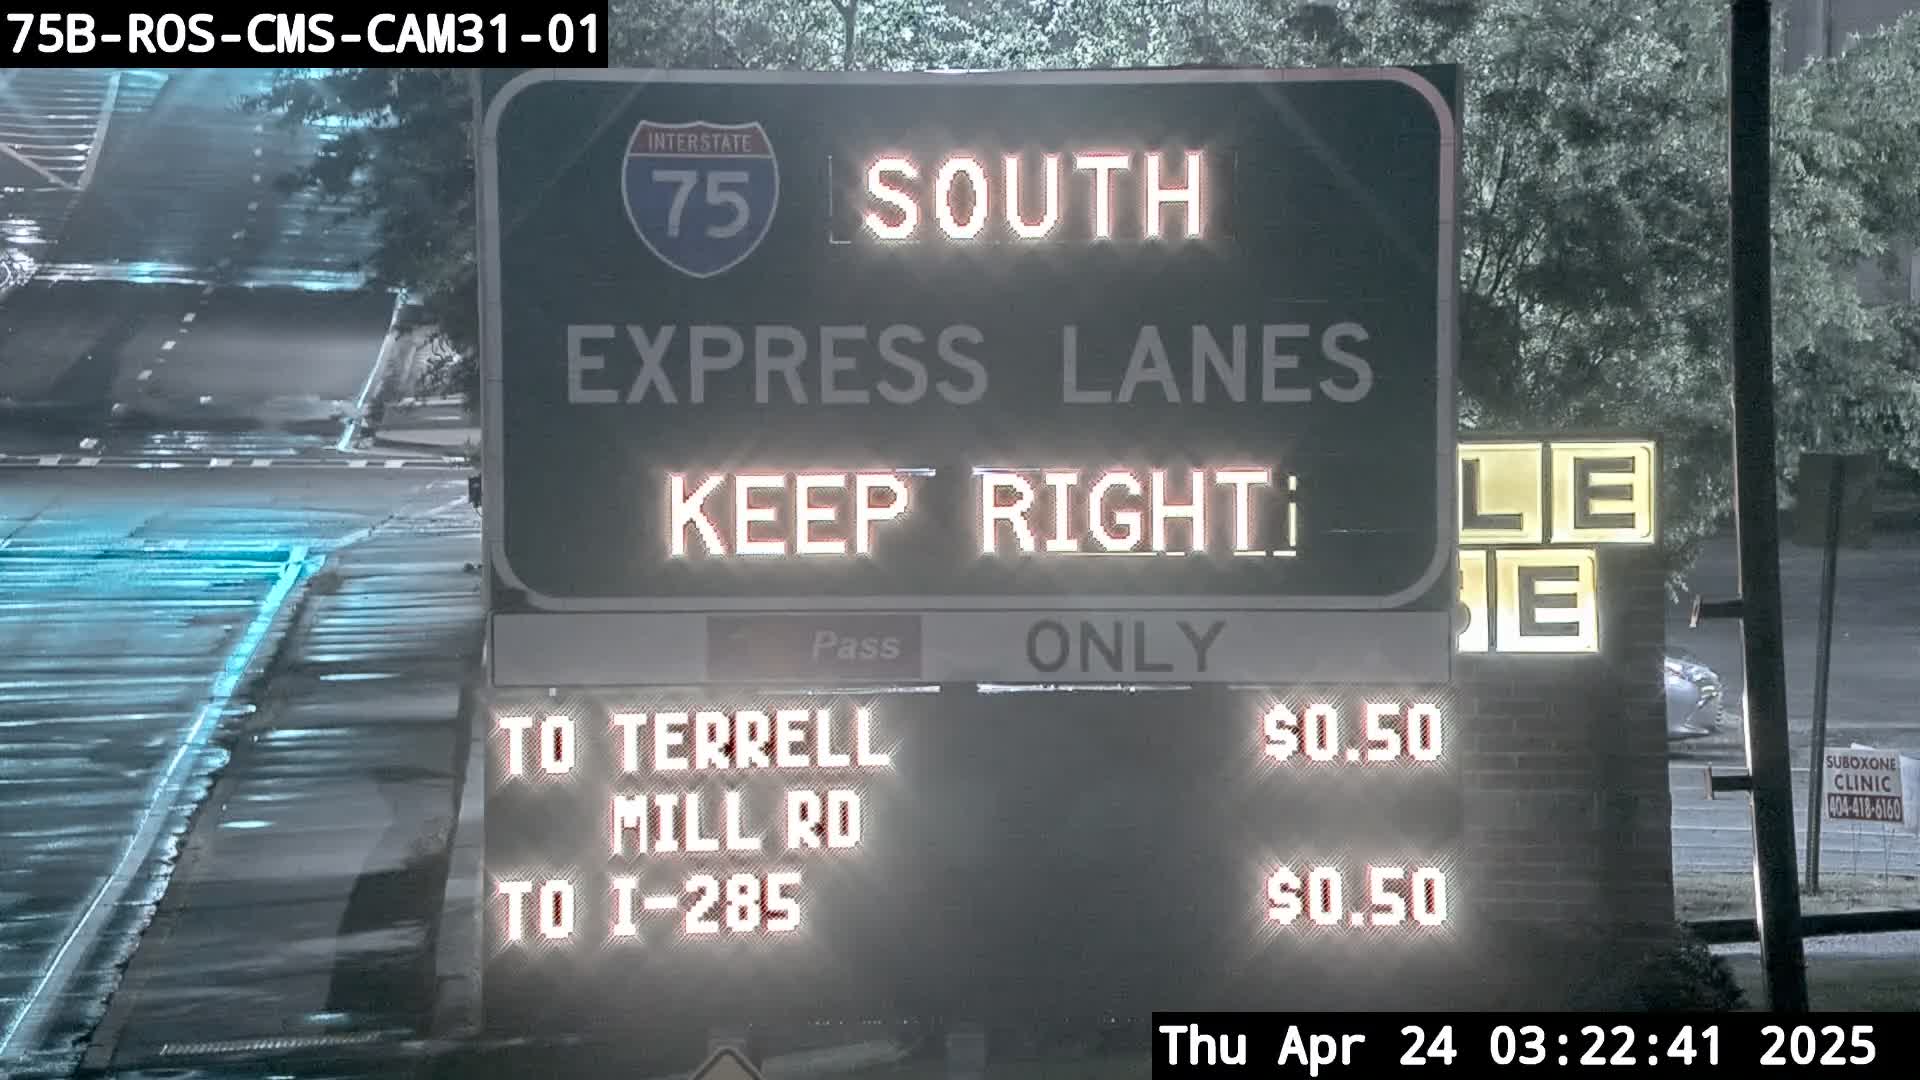 75B-ROS-CMS-CAM31-01
INTERSTATE
75
SOUTH
EXPRESS LANES
KEEP RIGHT
Pass ONLY
TO TERRELL $0.50
MILL RD
TO I-285 $0.50
LE
E
SUBOXONE
CLINIC
404-418-6160
Thu Apr 24 03:22:41 2025